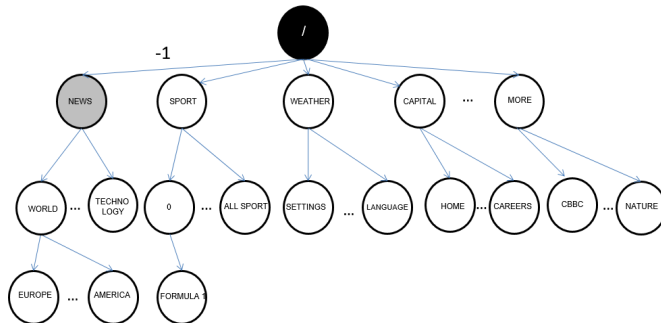 /
-1
NEWS
SPORT
WEATHER
CAPITAL
...
MORE
WORLD
...
TECHNO
LOGY
0
...
ALL SPORT
SETTINGS
...
LANGUAGE
HOME
...
CAREERS
CBBC
...
NATURE
EUROPE
...
AMERICA
FORMULA 1